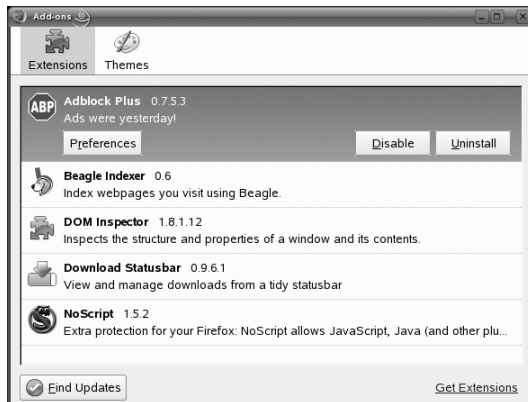 Add-ons
Extensions Themes
ABP
Adblock Plus 0.7.5.3
Ads were yesterday!
Preferences Disable Uninstall
Beagle Indexer 0.6
Index webpages you visit using Beagle.
DOM Inspector 1.8.1.12
Inspects the structure and properties of a window and its contents.
Download Statusbar 0.9.6.1
View and manage downloads from a tidy statusbar
NoScript 1.5.2
Extra protection for your Firefox: NoScript allows JavaScript, Java (and other plu...
Find Updates Get Extensions